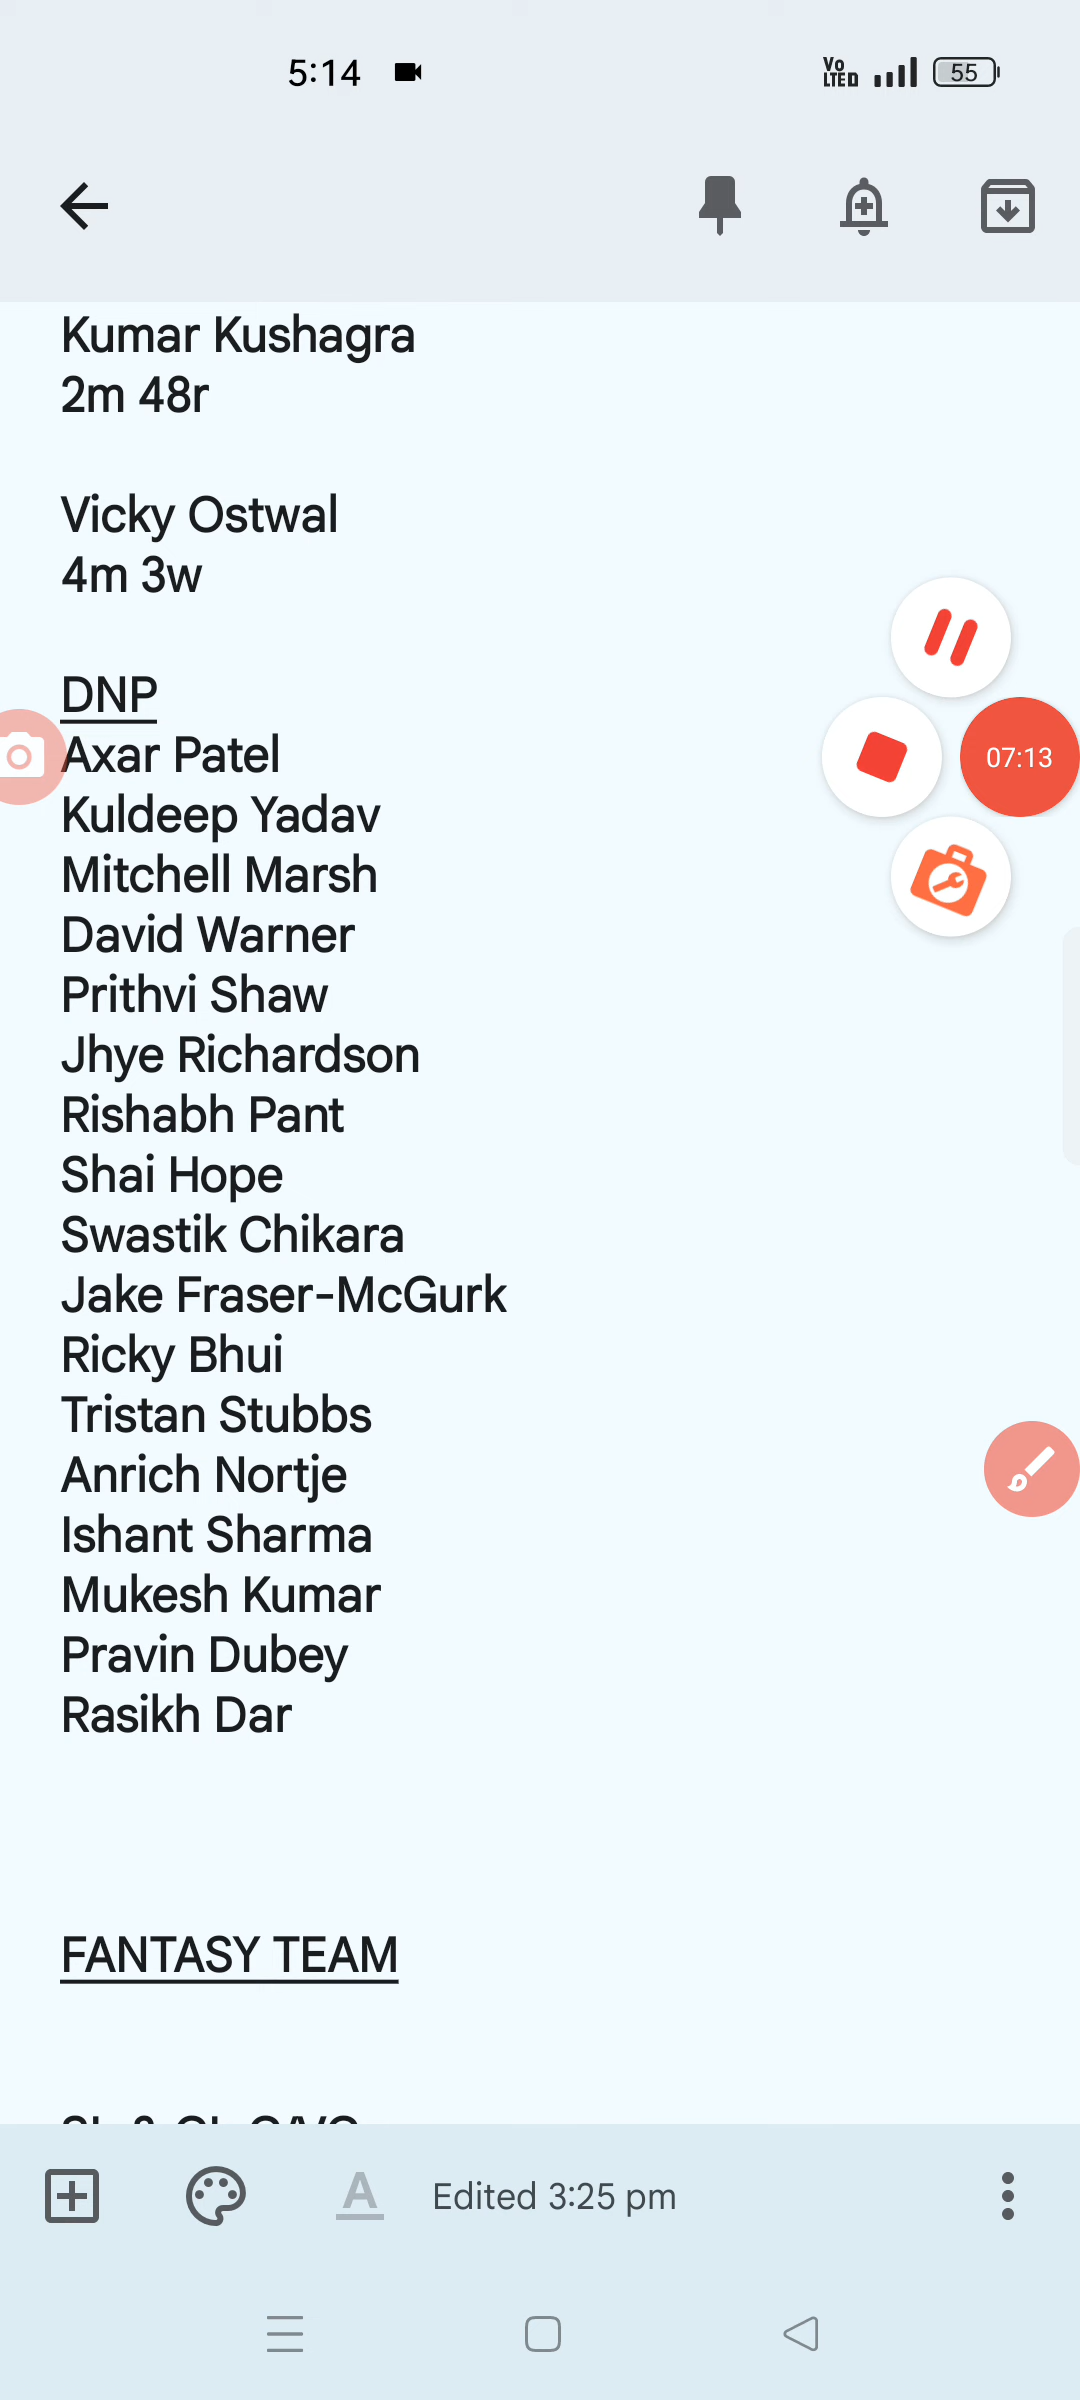 5:14
Vo
LTED
55
Kumar Kushagra
2m 48r
Vicky Ostwal
4m 3w
DNP
Axar Patel
Kuldeep Yadav
Mitchell Marsh
07:13
David Warner
Prithvi Shaw
Jhye Richardson
Rishabh Pant
Shai Hope
Swastik Chikara
Jake Fraser-McGurk
Ricky Bhui
Tristan Stubbs
Anrich Nortje
Ishant Sharma
Mukesh Kumar
Pravin Dubey
Rasikh Dar
FANTASY TEAM
A
Edited 3:25 pm